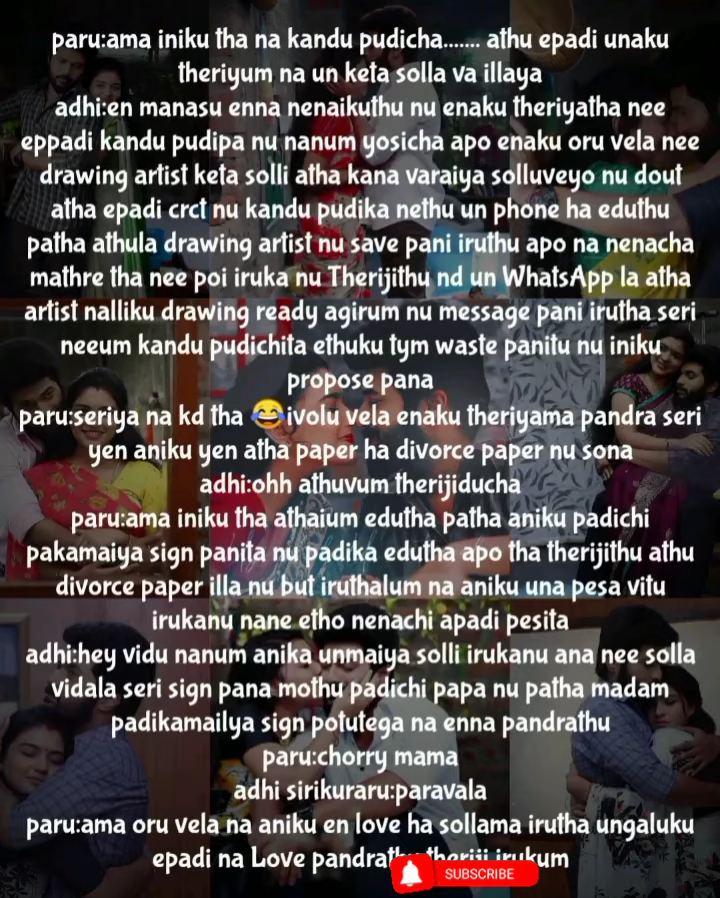 paru:ama iniku tha na kandu pudicha....... athu epadi unaku
theriyum na un keta solla va illaya
adhi:en manasu enna nenaikuthu nu enaku theriyatha nee
eppadi kandu pudipa nu nanum yosicha apo enaku oru vela nee
drawing artist keta solli atha kana varaiya solluveyo nu dout
atha epadi crct nu kandu pudika nethu un phone ha eduthu
patha athula drawing artist nu save pani iruthu apo na nenacha
mathre tha nee poi iruka nu Therijithu nd un WhatsApp la atha
artist nalliku drawing ready agirum nu message pani irutha seri
neeum kandu pudichita ethuku tym waste panitu nu iniku
propose pana
paru:seriya na kd tha 😂ivolu vela enaku theriyama pandra seri
yen aniku yen atha paper ha divorce paper nu sona
adhi:ohh athuvum therijiducha
paru:ama iniku tha athaium edutha patha aniku padichi
pakamaiya sign panita nu padika edutha apo tha therijithu athu
divorce paper illa nu but iruthalum na aniku una pesa vitu
irukanu nane etho nenachi apadi pesita
adhi:hey vidu nanum anika unmaiya solli irukanu ana nee solla
vidala seri sign pana mothu padichi papa nu patha madam
padikamailya sign potutega na enna pandrathu
paru:chorry mama
adhi sirikuraru:paravala
paru:ama oru vela na aniku en love ha sollama irutha ungaluku
epadi na Love irukum
SUBSCRIBE